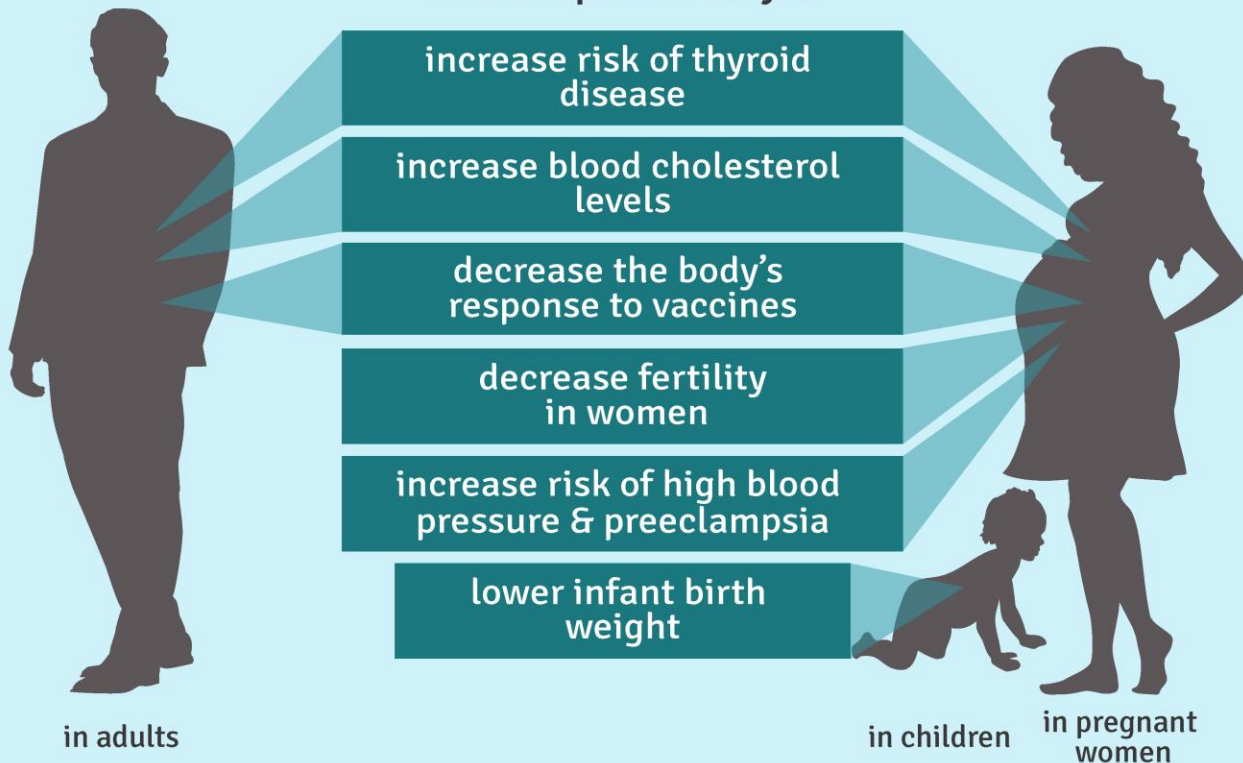 increase risk of thyroid
disease
increase blood cholesterol
levels
decrease the body's
response to vaccines
decrease fertility
in women
increase risk of high blood
pressure & preeclampsia
lower infant birth
weight
in adults
in children
in pregnant
women